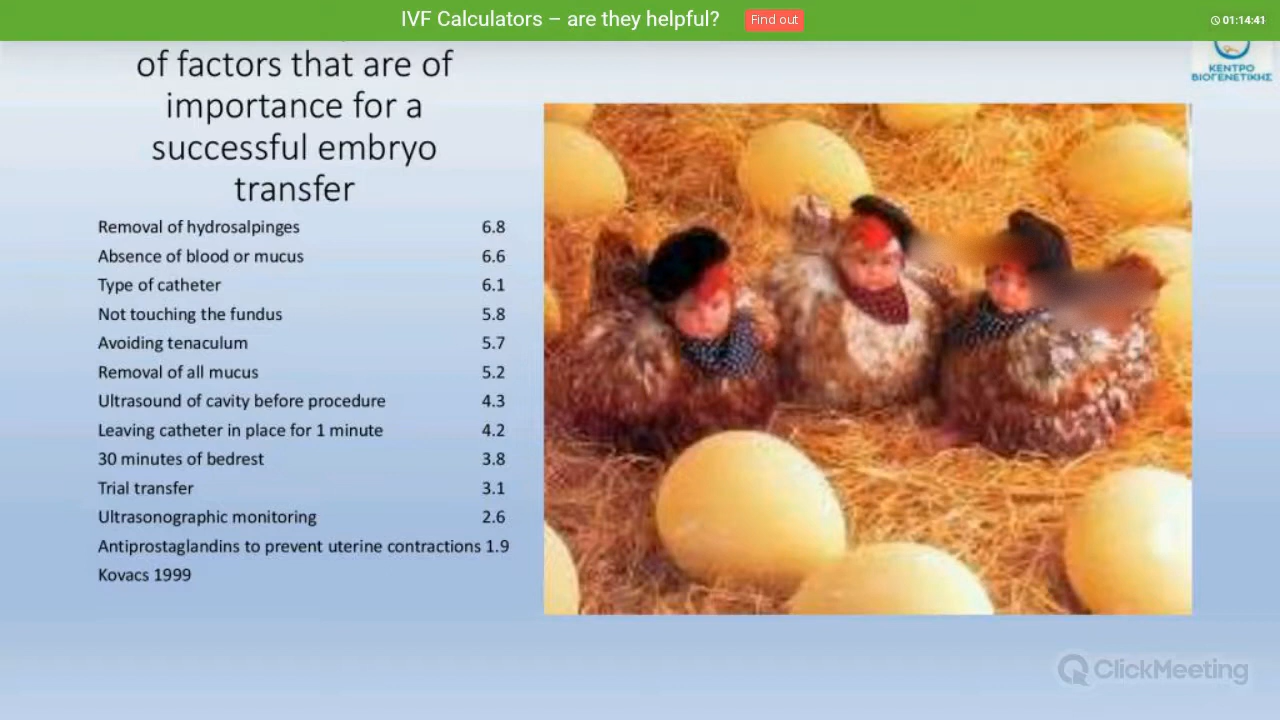 IVF Calculators – are they helpful? Find out
01:14:41
ΚΕΝΤΡΟ
ΒΙΟΓΕΝΕΤΙΚΗΣ
of factors that are of
importance for a
successful embryo
transfer
Removal of hydrosalpinges 6.8
Absence of blood or mucus 6.6
Type of catheter 6.1
Not touching the fundus 5.8
Avoiding tenaculum 5.7
Removal of all mucus 5.2
Ultrasound of cavity before procedure 4.3
Leaving catheter in place for 1 minute 4.2
30 minutes of bedrest 3.8
Trial transfer 3.1
Ultrasonographic monitoring 2.6
Antiprostaglandins to prevent uterine contractions 1.9
Kovacs 1999
ClickMeeting